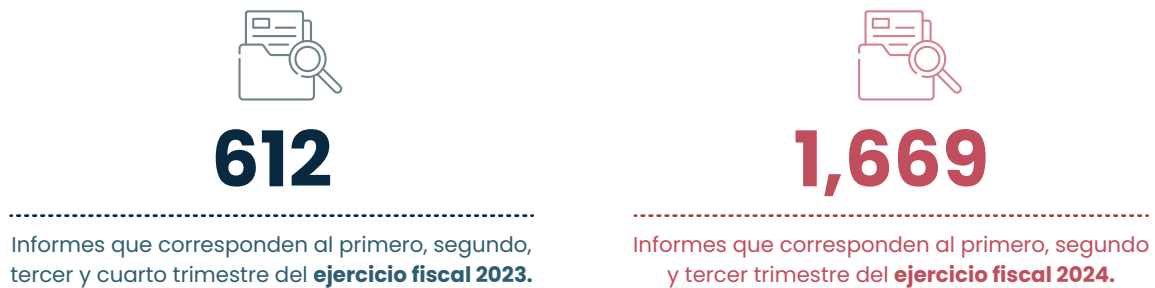 612
Informes que corresponden al primero, segundo,
tercer y cuarto trimestre del ejercicio fiscal 2023.
1,669
Informes que corresponden al primero, segundo
y tercer trimestre del ejercicio fiscal 2024.